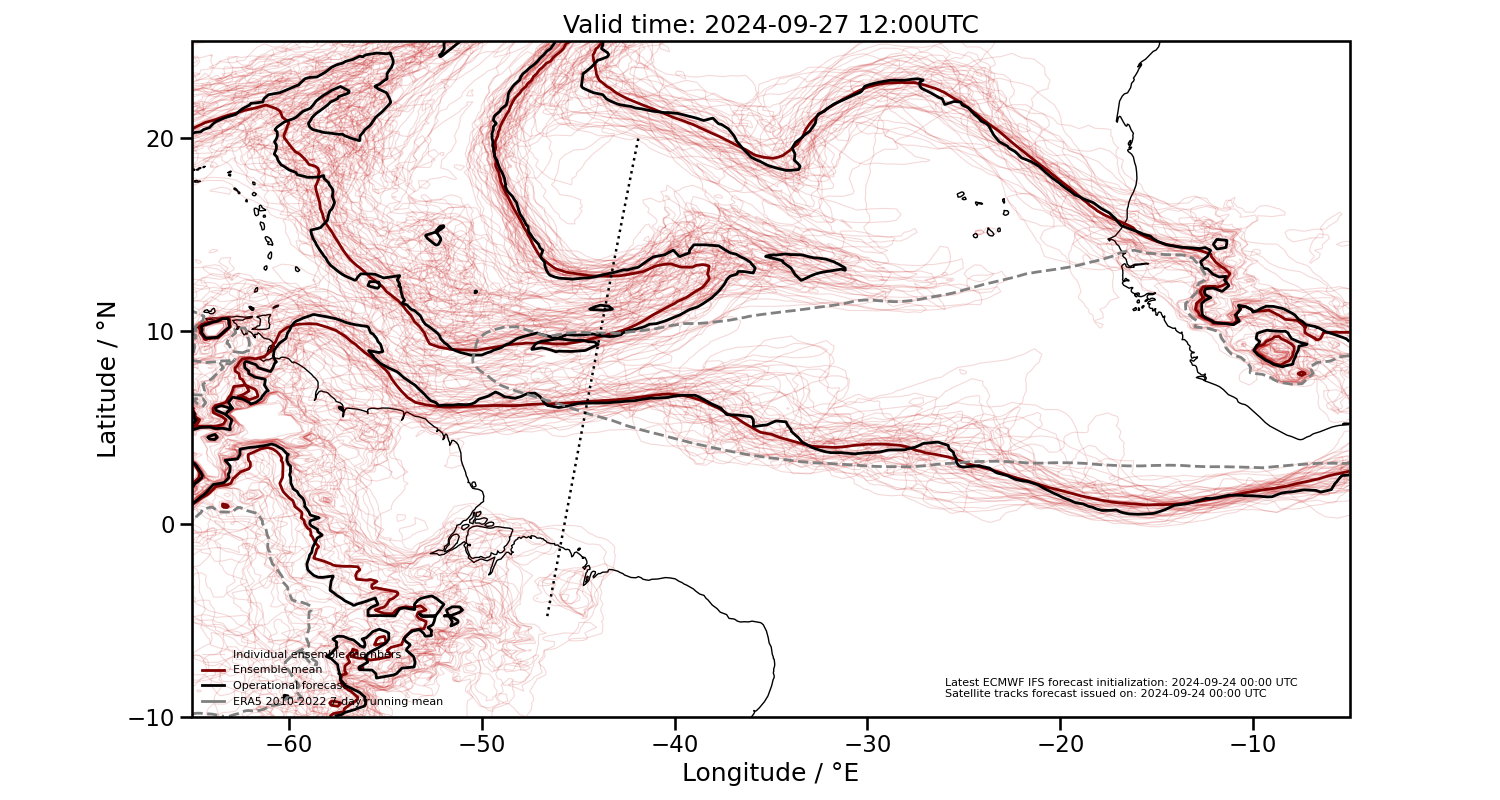 Valid time: 2024-09-27 12:00UTC
20
10
0
−10
Latitude / °N
−60
−50
−40
−30
−20
−10
Longitude / °E
Individual ensemble members
Ensemble mean
Operational forecast
ERA5 2010-2022 7-day running mean
Latest ECMWF IFS forecast initialization: 2024-09-24 00:00 UTC
Satellite tracks forecast issued on: 2024-09-24 00:00 UTC